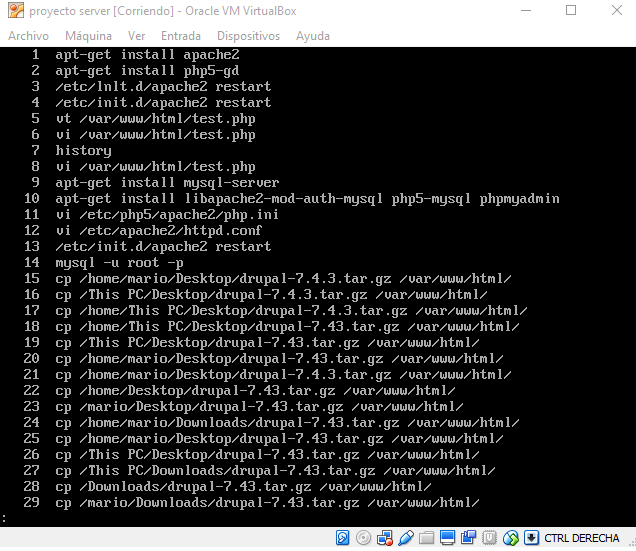 proyecto server [Corriendo] - Oracle VM VirtualBox
Archivo Máquina Ver Entrada Dispositivos Ayuda
1 apt-get install apache2
2 apt-get install php5-gd
3 /etc/lnlt.d/apache2 restart
4 /etc/init.d/apache2 restart
5 vt /var/www/html/test.php
6 vi /var/www/html/test.php
7 history
8 vi /var/www/html/test.php
9 apt-get install mysql-server
10 apt-get install libapache2-mod-auth-mysql php5-mysql phpmyadmin
11 vi /etc/php5/apache2/php.ini
12 vi /etc/apache2/httpd.conf
13 /etc/init.d/apache2 restart
14 mysql -u root -p
15 cp /home/mario/Desktop/drupal-7.4.3.tar.gz /var/www/html/
16 cp /This PC/Desktop/drupal-7.4.3.tar.gz /var/www/html/
17 cp /home/This PC/Desktop/drupal-7.4.3.tar.gz /var/www/html/
18 cp /home/This PC/Desktop/drupal-7.43.tar.gz /var/www/html/
19 cp /This PC/Desktop/drupal-7.43.tar.gz /var/www/html/
20 cp /home/mario/Desktop/drupal-7.43.tar.gz /var/www/html/
21 cp /home/mario/Desktop/drupal-7.4.3.tar.gz /var/www/html/
22 cp /home/Desktop/drupal-7.43.tar.gz /var/www/html/
23 cp /mario/Desktop/drupal-7.43.tar.gz /var/www/html/
24 cp /home/mario/Downloads/drupal-7.43.tar.gz /var/www/html/
25 cp /home/mario/Desktop/drupal-7.43.tar.gz /var/www/html/
26 cp /This PC/Desktop/drupal-7.43.tar.gz /var/www/html/
27 cp /This PC/Downloads/drupal-7.43.tar.gz /var/www/html/
28 cp /Downloads/drupal-7.43.tar.gz /var/www/html/
29 cp /mario/Downloads/drupal-7.43.tar.gz /var/www/html/
:
CTRL DERECHA